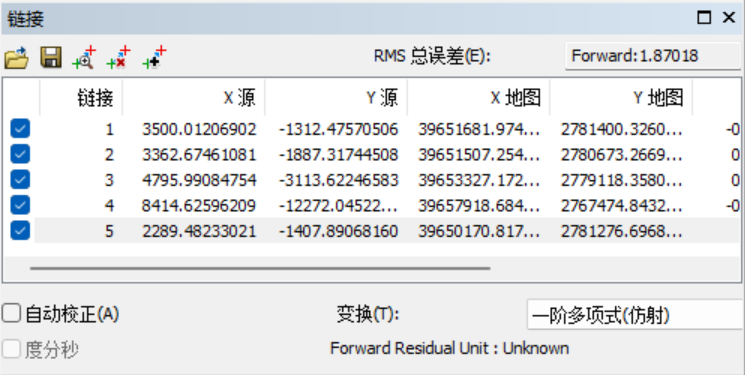 链接
RMS 总误差(E): Forward:1.87018
链接 X 源 Y 源 X 地图 Y 地图
1 3500.01206902 -1312.47570506 39651681.974... 2781400.3260... -0
2 3362.67461081 -1887.31744508 39651507.254... 2780673.2669... 0
3 4795.99084754 -3113.62246583 39653327.172... 2779118.3580... 0
4 8414.62596209 -12272.04522... 39657918.684... 2767474.8432... -0
5 2289.48233021 -1407.89068160 39650170.817... 2781276.6968...
自动校正(A) 变换(T): 一阶多项式(仿射)
度分秒 Forward Residual Unit : Unknown